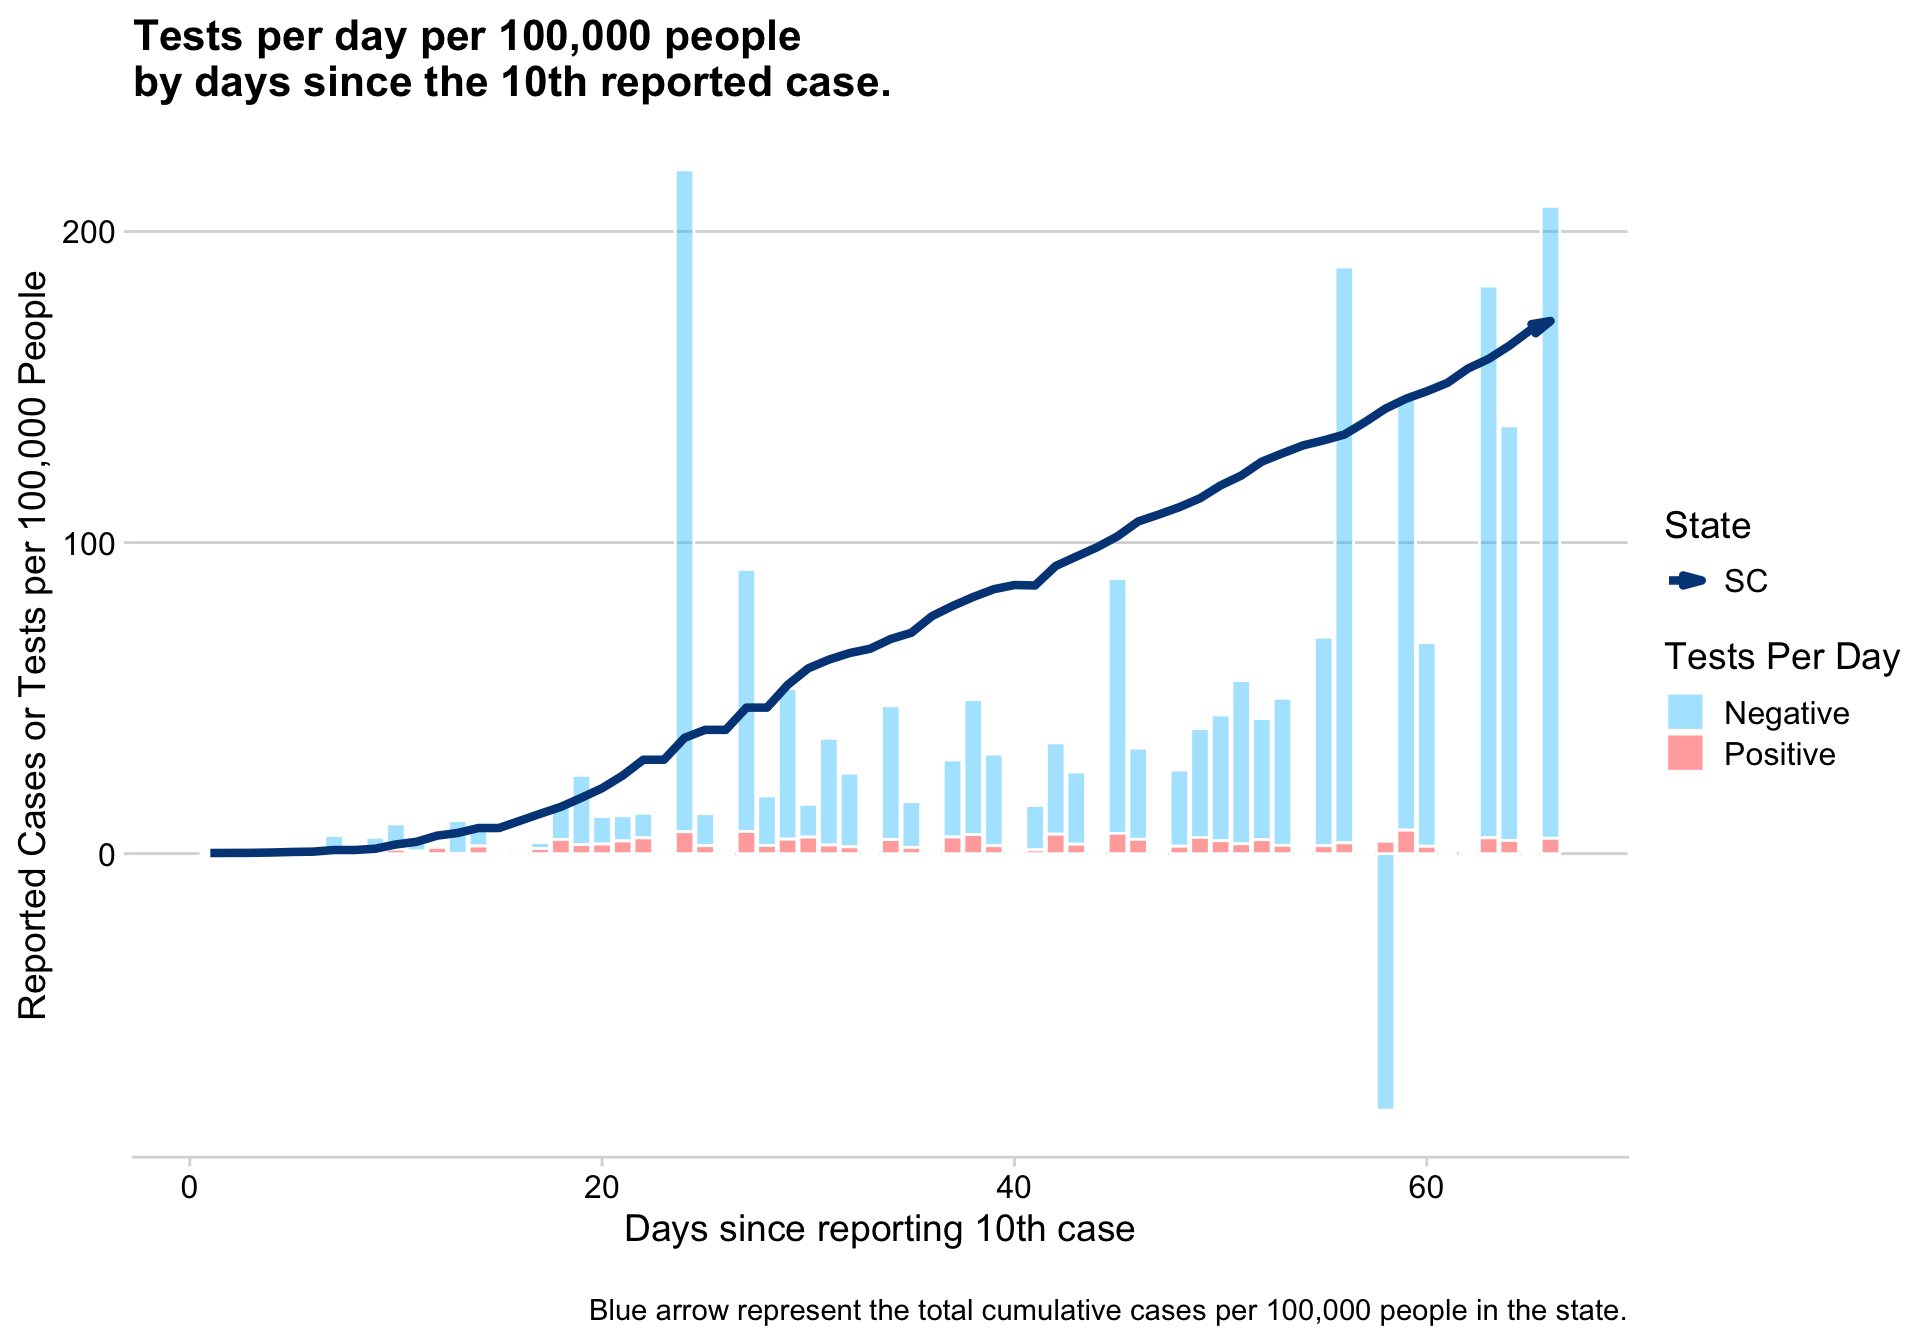 Tests per day per 100,000 people
by days since the 10th reported case.
Reported Cases or Tests per 100,000 People
200
100
0
0
20
40
60
Days since reporting 10th case
State
SC
Tests Per Day
Negative
Positive
Blue arrow represent the total cumulative cases per 100,000 people in the state.